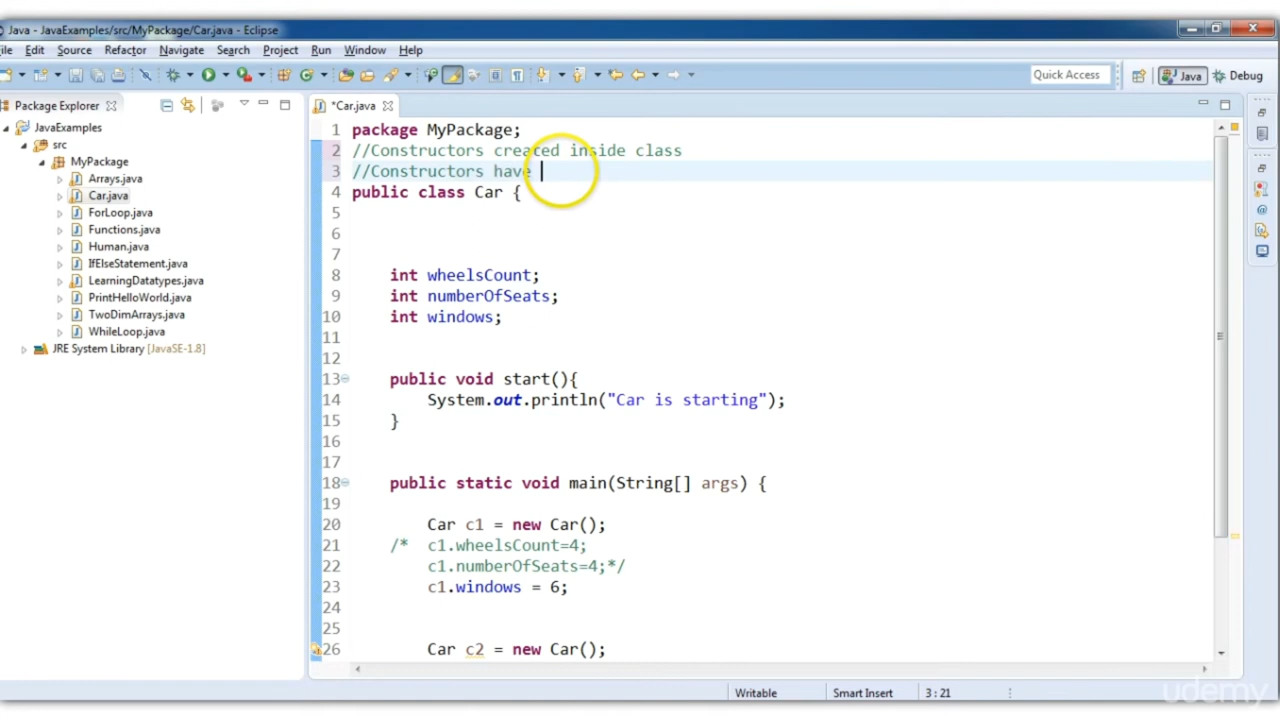 Java - JavaExamples/src/MyPackage/Car.java - Eclipse
ile Edit Source Refactor Navigate Search Project Run Window Help
Quick Access Java Debug
Package Explorer
JavaExamples
src
MyPackage
Arrays.java
Car.java
ForLoop.java
Functions.java
Human.java
IfElseStatement.java
LearningDatatypes.java
PrintHelloWorld.java
TwoDimArrays.java
WhileLoop.java
JRE System Library [JavaSE-1.8]
*Car.java
1 package MyPackage;
2 //Constructors created inside class
3 //Constructors have
4 public class Car {
5
6
7
8 int wheelsCount;
9 int numberOfSeats;
10 int windows;
11
12
13 public void start(){
14 System.out.println("Car is starting");
15 }
16
17
18 public static void main(String[] args) {
19
20 Car c1 = new Car();
21 /* c1.wheelsCount=4;
22 c1.numberOfSeats=4;*/
23 c1.windows = 6;
24
25
26 Car c2 = new Car();
Writable Smart Insert 3 : 21
udemy